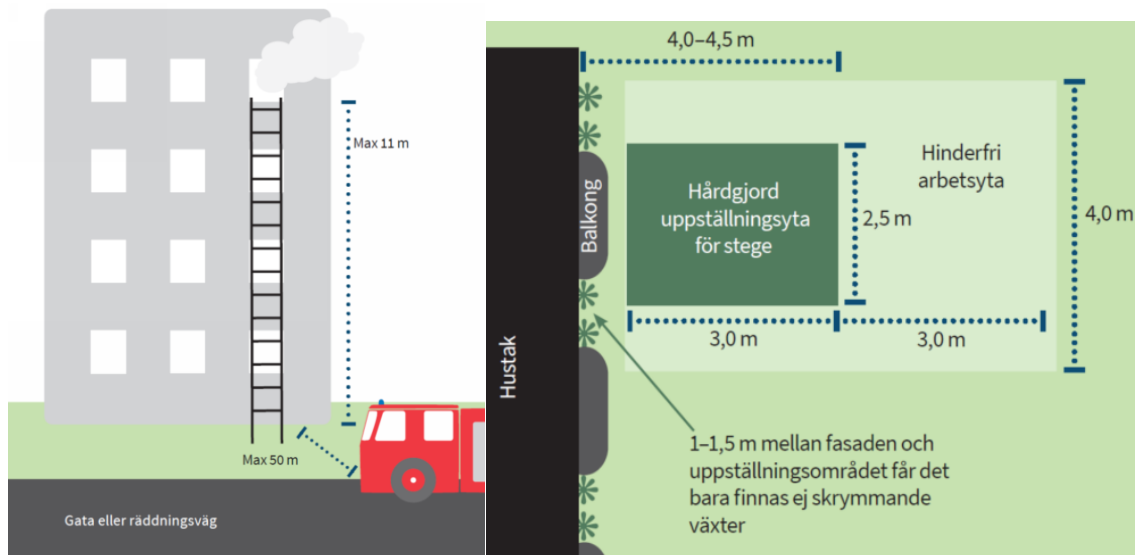 Max 11 m
Max 50 m
Gata eller räddningsväg
4,0–4,5 m
Hinderfri
arbetsyta
Hårdgjord
uppställningsyta
för stege
Balkong
2,5 m
4,0 m
3,0 m
3,0 m
Hustak
1–1,5 m mellan fasaden och
uppställningsområdet får det
bara finnas ej skrymmande
växter